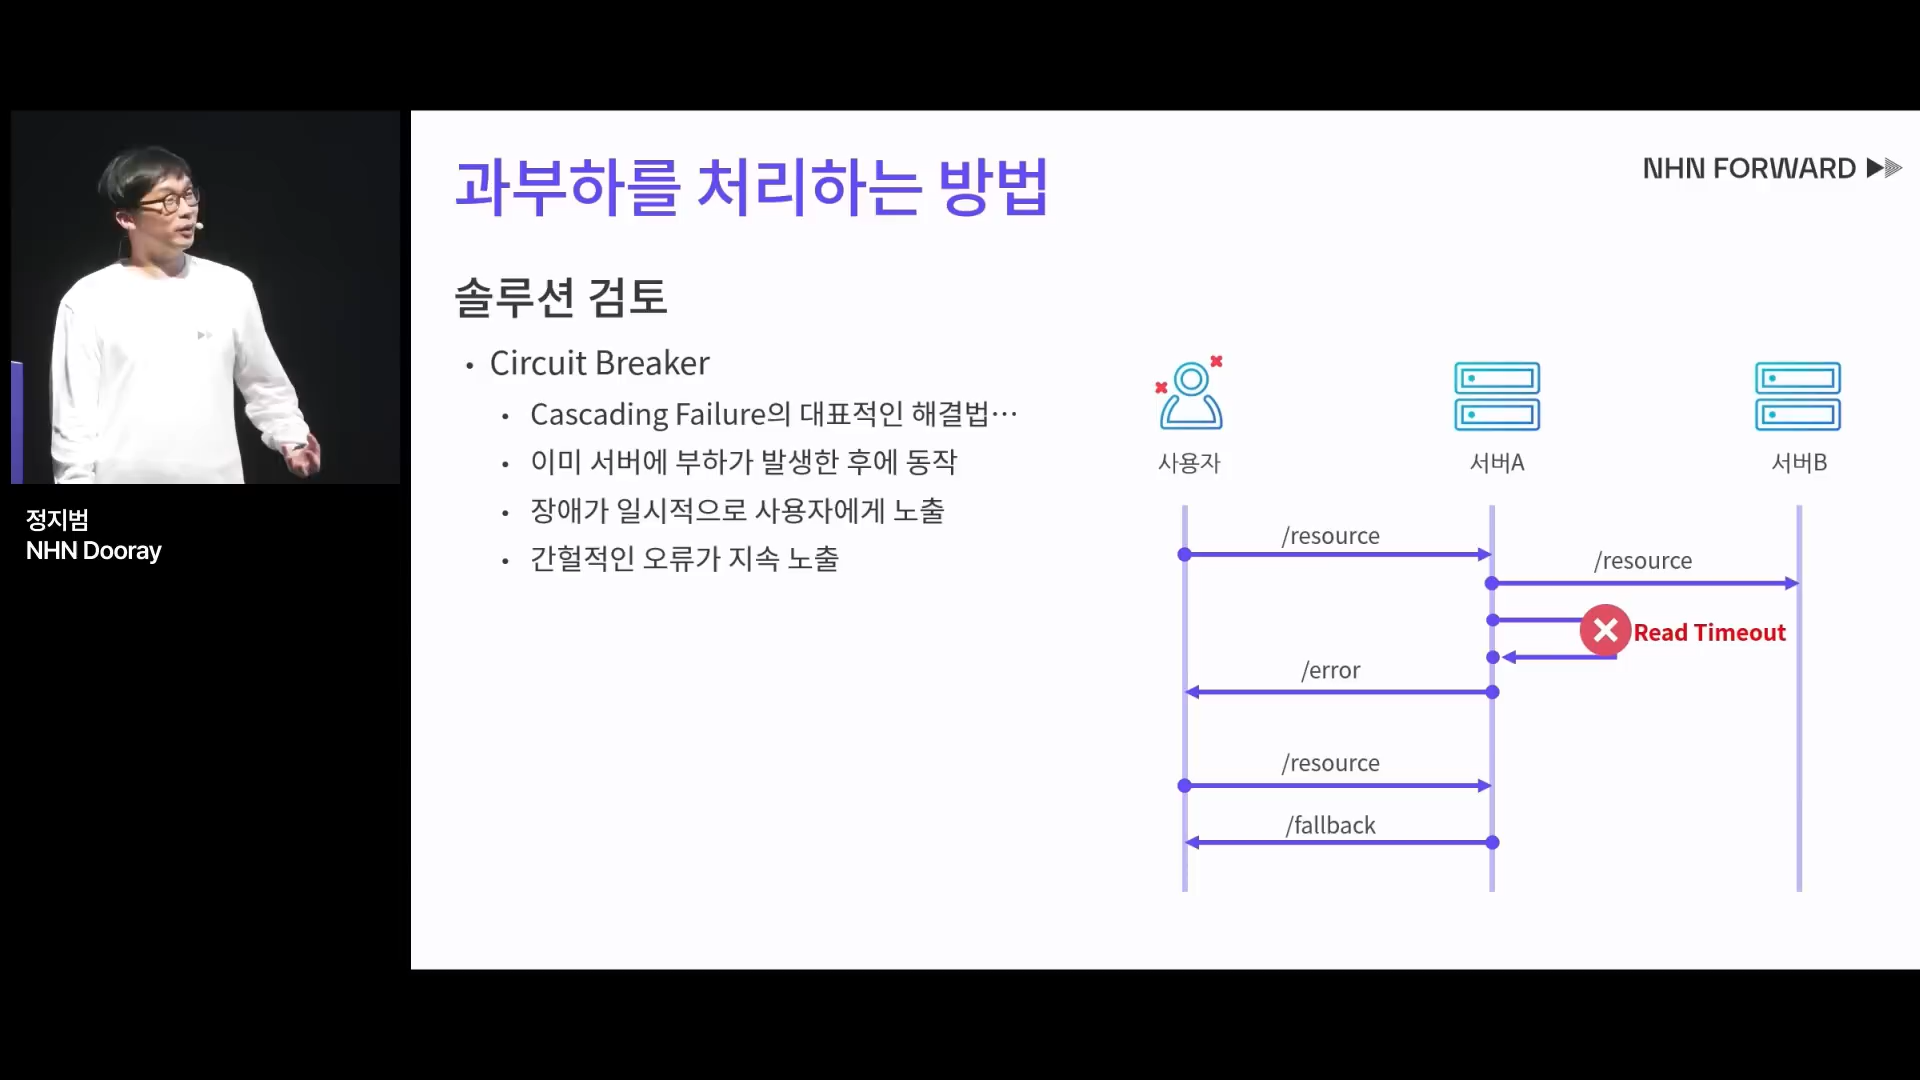 정지범
NHN Dooray
과부하를 처리하는 방법
NHN FORWARD
솔루션 검토
• Circuit Breaker
• Cascading Failure의 대표적인 해결법…
• 이미 서버에 부하가 발생한 후에 동작
• 장애가 일시적으로 사용자에게 노출
• 간헐적인 오류가 지속 노출
사용자
서버A
서버B
/resource
/resource
Read Timeout
/error
/resource
/fallback